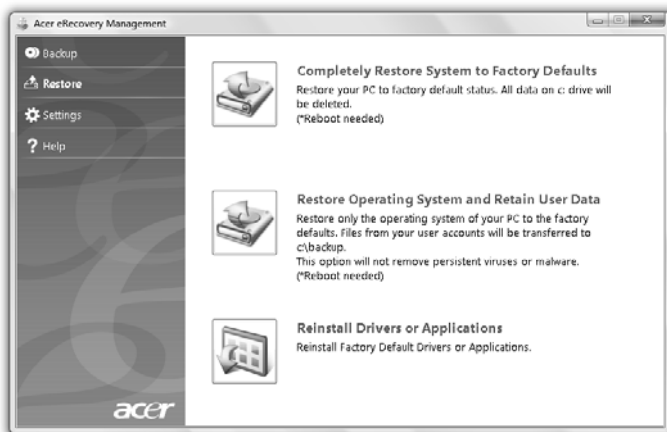 Acer eRecovery Management
Backup
Restore
Settings
Help
Completely Restore System to Factory Defaults
Restore your PC to factory default status. All data on c: drive will
be deleted.
(*Reboot needed)
Restore Operating System and Retain User Data
Restore only the operating system of your PC to the factory
defaults. Files from your user accounts will be transferred to
c:\backup.
This option will not remove persistent viruses or malware.
(*Reboot needed)
Reinstall Drivers or Applications
Reinstall Factory Default Drivers or Applications.
acer